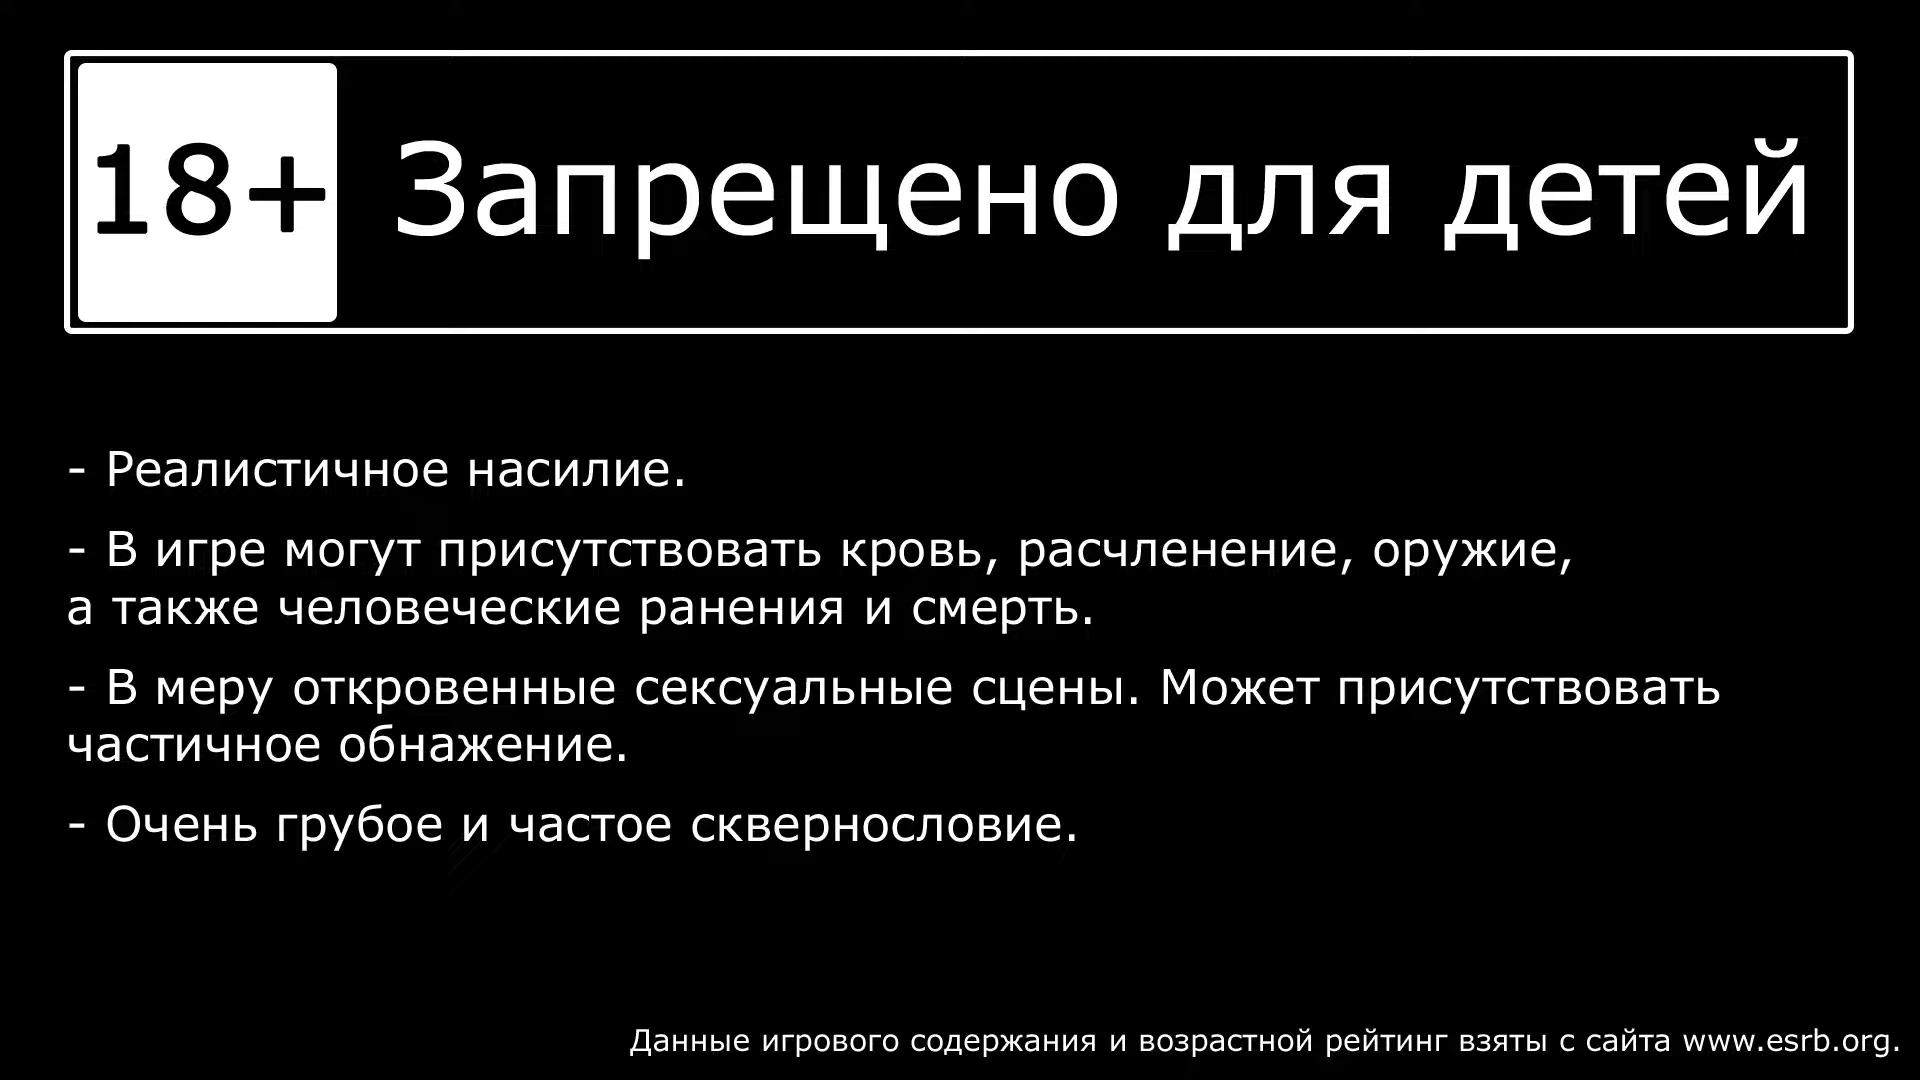 18+ Запрещено для детей
- Реалистичное насилие.
- В игре могут присутствовать кровь, расчленение, оружие,
а также человеческие ранения и смерть.
- В меру откровенные сексуальные сцены. Может присутствовать
частичное обнажение.
- Очень грубое и частое сквернословие.
Данные игрового содержания и возрастной рейтинг взяты с сайта www.esrb.org.